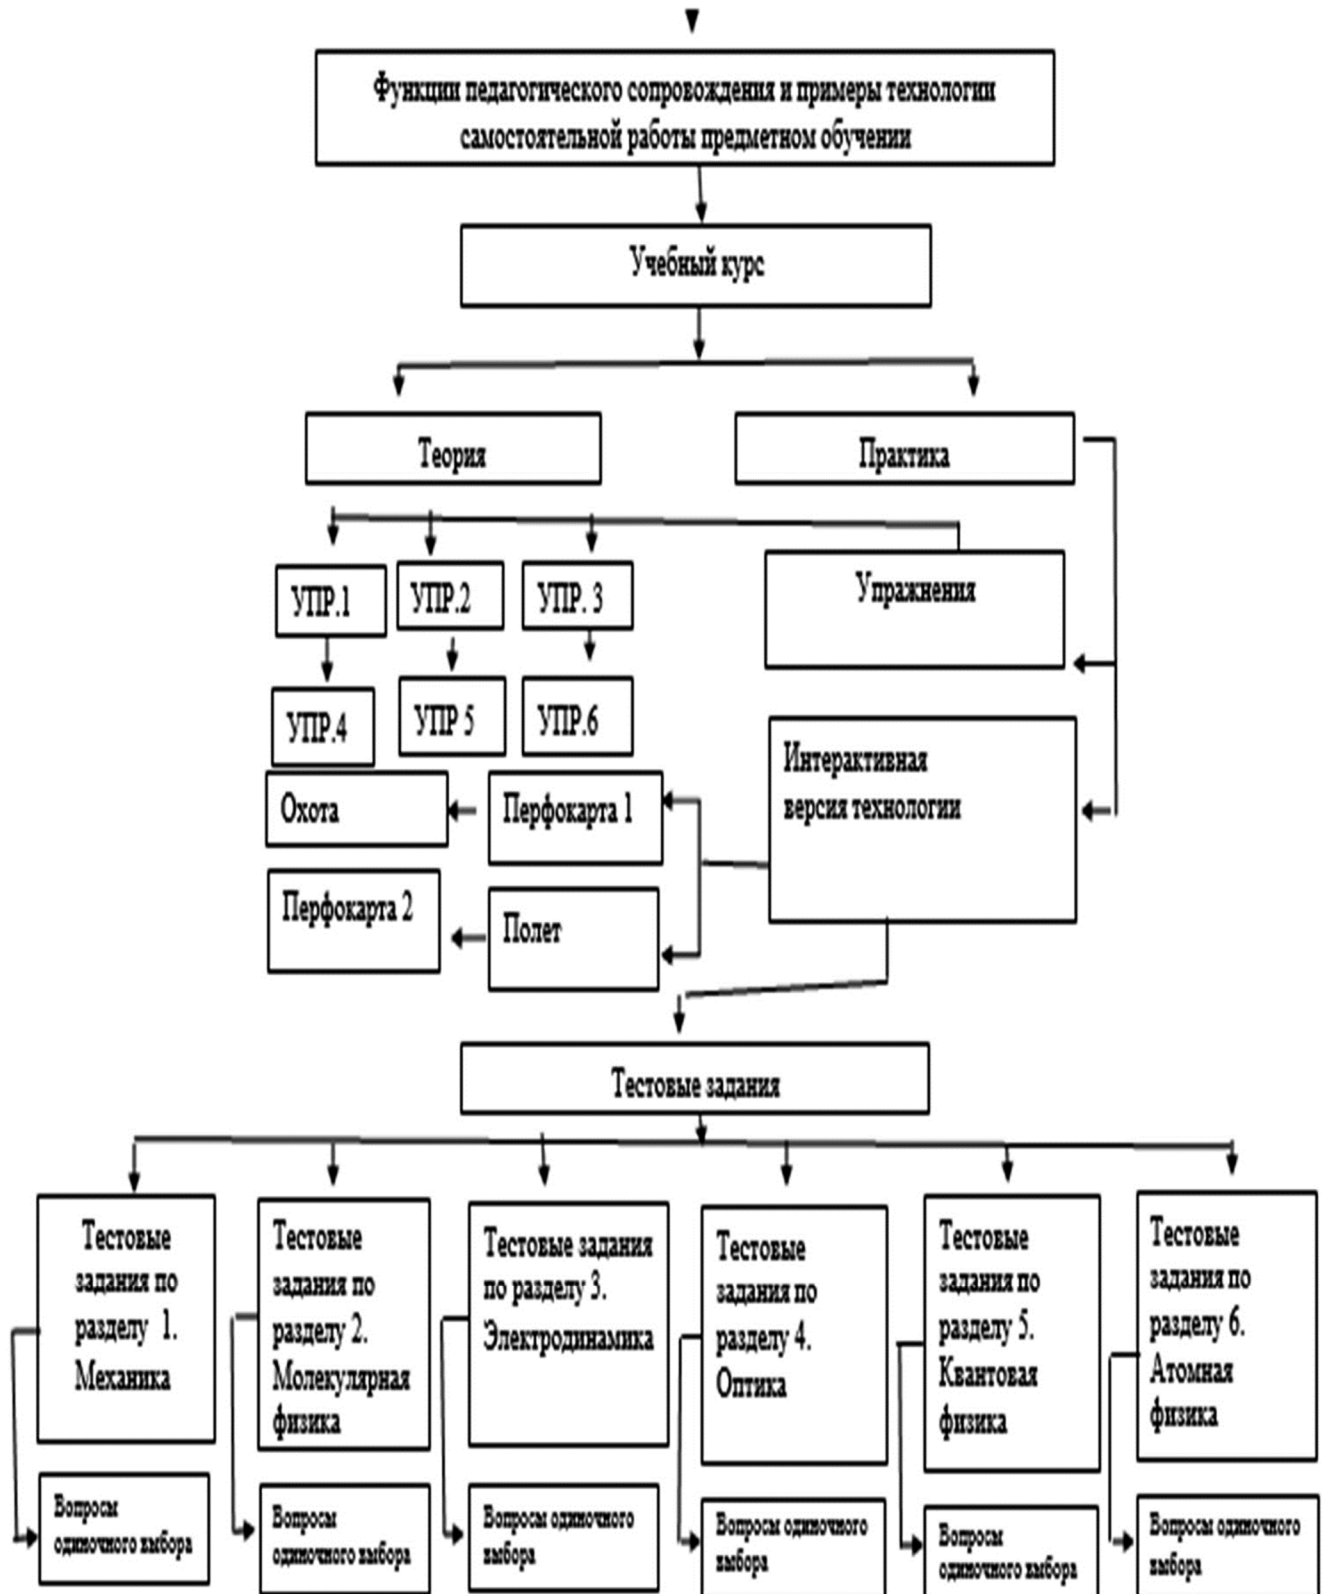 Функции педагогического сопровождения и примеры технологии
самостоятельной работы предметном обучении
Учебный курс
Теория
Практика
УПР.1
УПР.2
УПР. 3
Упражнения
УПР.4
УПР 5
УПР.6
Интерактивная
версия технологии
Охота
Перфокарта 1
Перфокарта 2
Полет
Тестовые задания
Тестовые
задания по
разделу 1.
Механика
Тестовые
задания по
разделу 2.
Молекулярная
физика
Тестовые задания
по разделу 3.
Электродинамика
Тестовые
задания по
разделу 4.
Оптика
Тестовые
задания по
разделу 5.
Квантовая
физика
Тестовые
задания по
разделу 6.
Атомная
физика
Вопросы
одиночного выбора
Вопросы
одиночного выбора
Вопросы одиночного
выбора
Вопросы одиночного
выбора
Вопросы
одиночного выбора
Вопросы одиночного
выбора